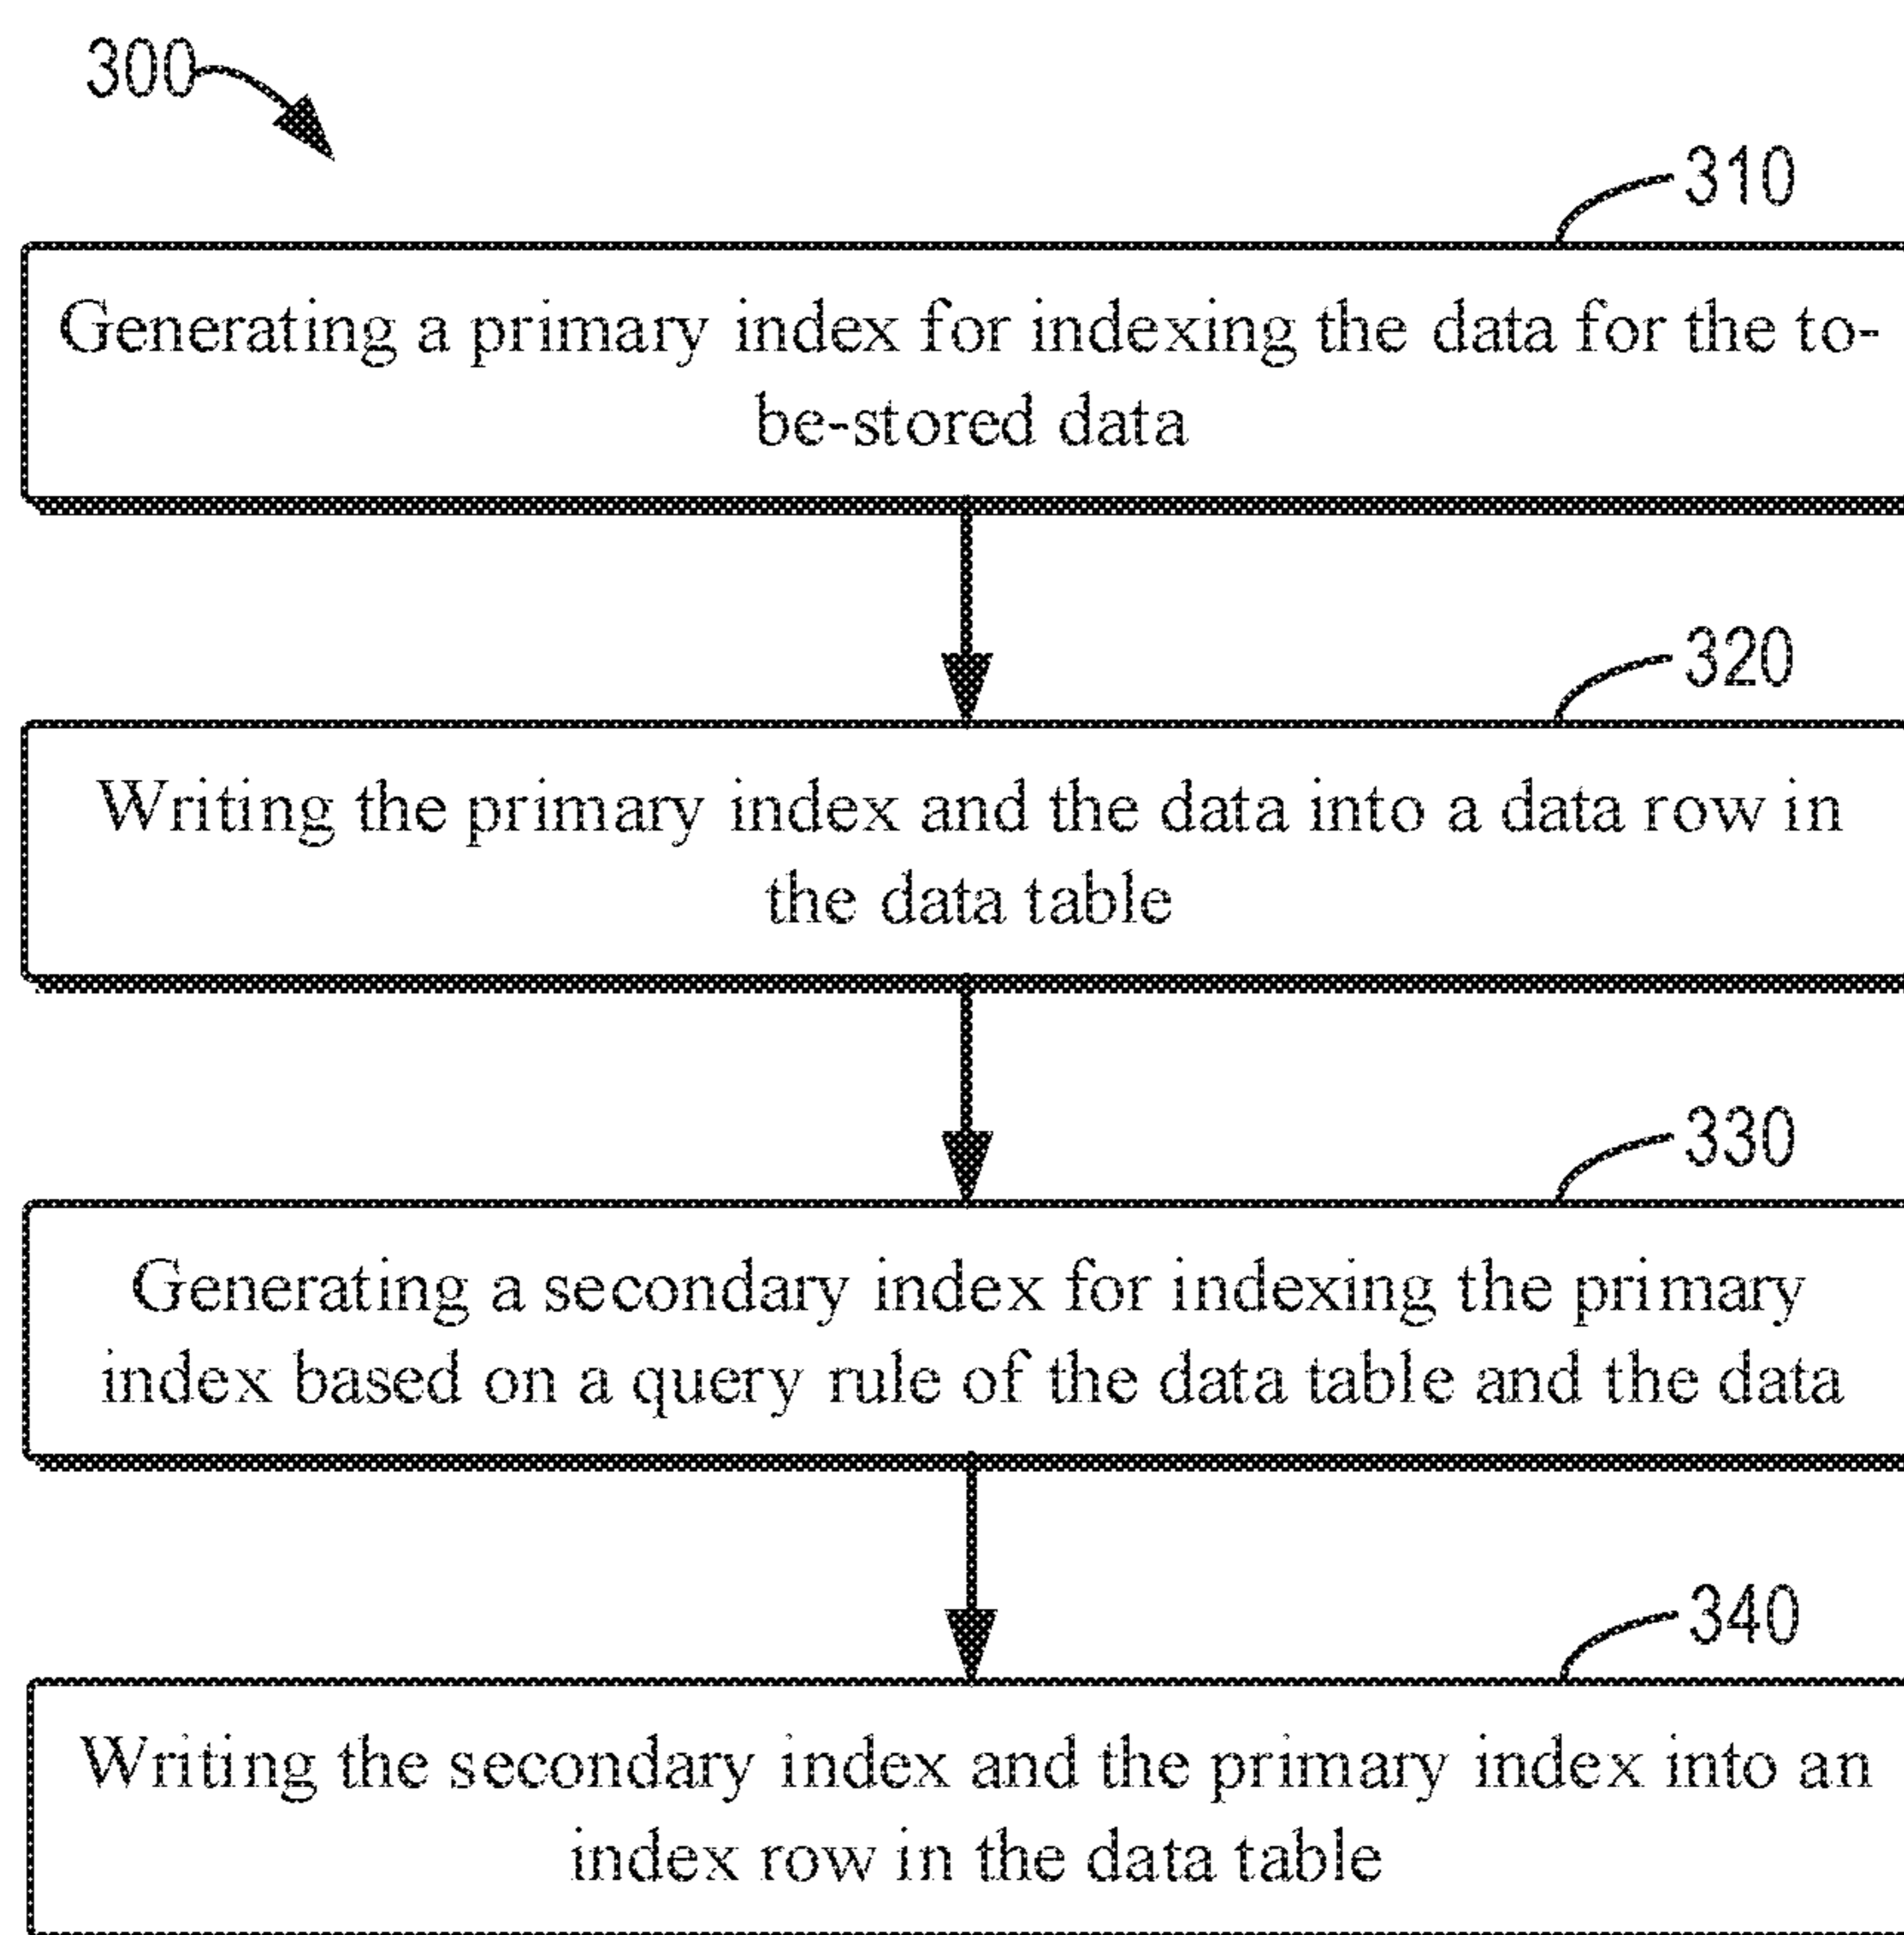 300
310
Generating a primary index for indexing the data for the to-
be-stored data
320
Writing the primary index and the data into a data row in
the data table
330
Generating a secondary index for indexing the primary
index based on a query rule of the data table and the data
340
Writing the secondary index and the primary index into an
index row in the data table